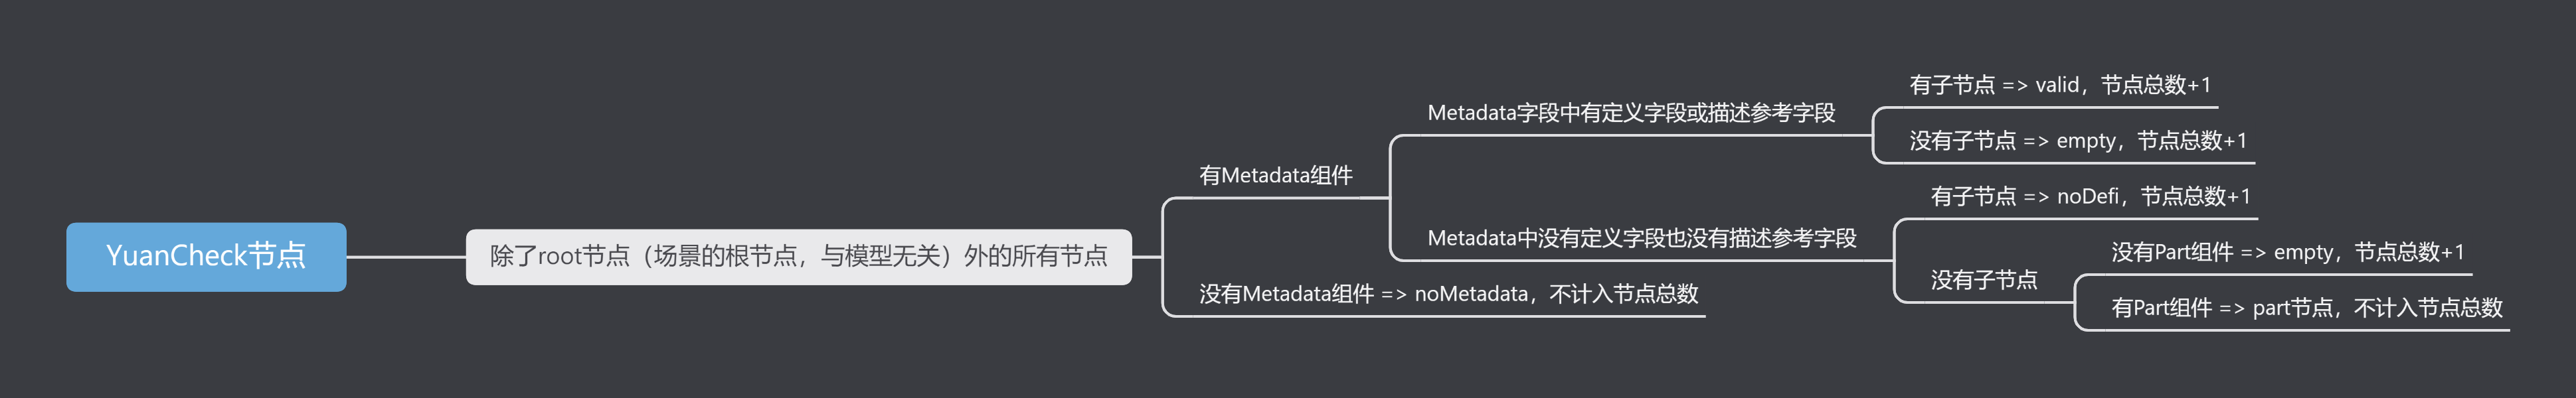 YuanCheck节点
除了root节点（场景的根节点，与模型无关）外的所有节点
有Metadata组件
Metadata字段中有定义字段或描述参考字段
有子节点 => valid，节点总数+1
没有子节点 => empty，节点总数+1
Metadata中没有定义字段也没有描述参考字段
有子节点 => noDefi，节点总数+1
没有子节点
没有Part组件 => empty，节点总数+1
有Part组件 => part节点，不计入节点总数
没有Metadata组件 => noMetadata，不计入节点总数